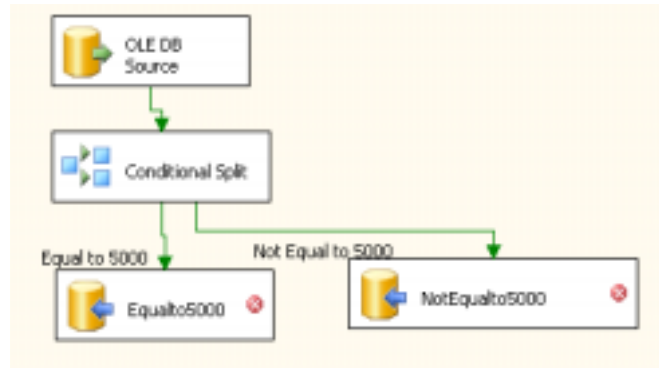 OLE DB
Source
Conditional Split
Equal to 5000
Not Equal to 5000
Equalto5000
NotEqualto5000